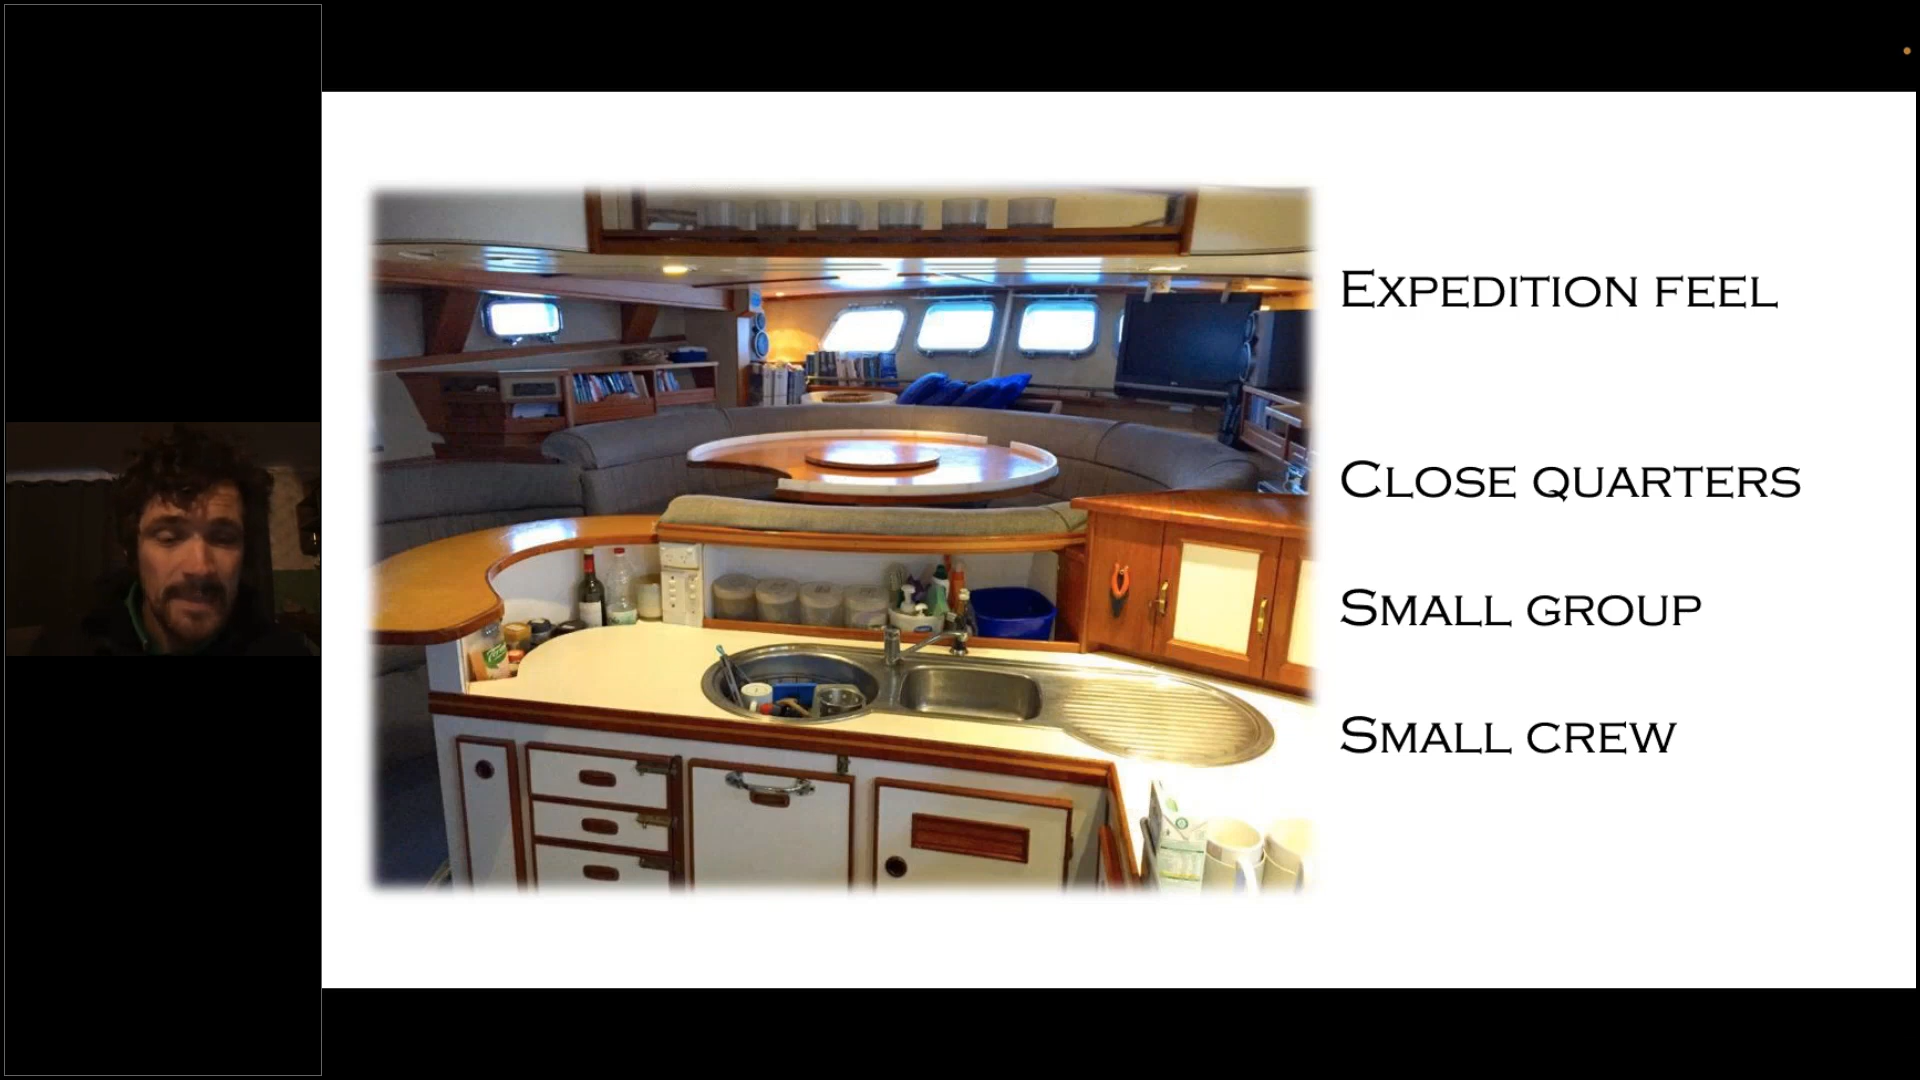 Expedition feel
Close quarters
Small group
Small crew